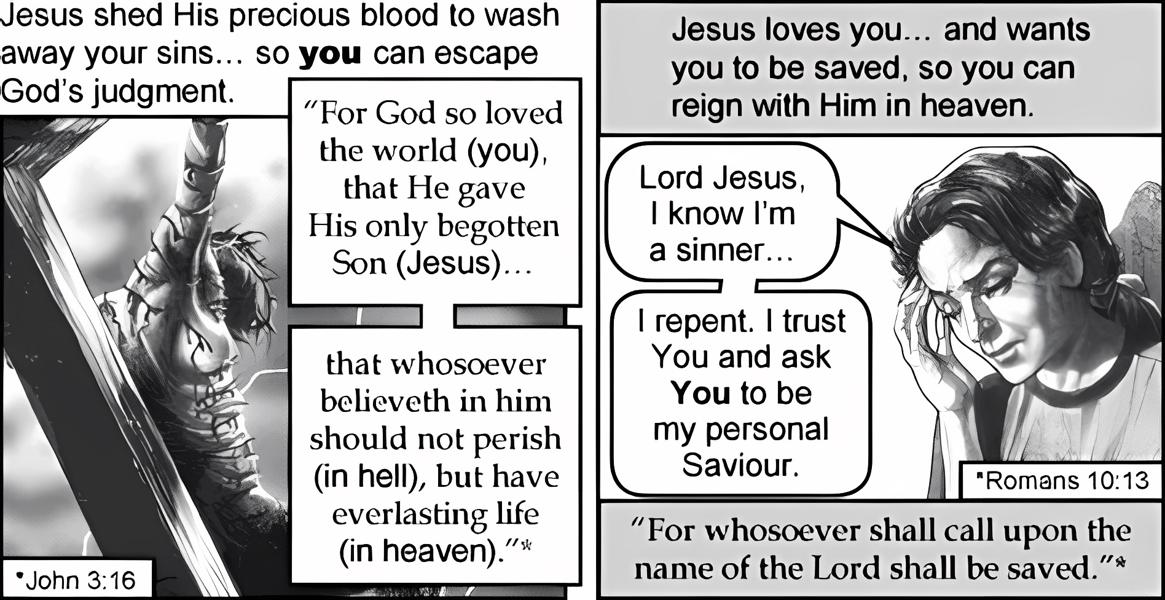 Jesus shed His precious blood to wash
away your sins... so you can escape
God's judgment.
"For God so loved
the world (you),
that He gave
His only begotten
Son (Jesus)...
that whosoever
believeth in him
should not perish
(in hell), but have
everlasting life
(in heaven)."*
*John 3:16
Jesus loves you... and wants
you to be saved, so you can
reign with Him in heaven.
Lord Jesus,
I know I'm
a sinner...
I repent. I trust
You and ask
You to be
my personal
Saviour.
*Romans 10:13
"For whosoever shall call upon the
name of the Lord shall be saved."*